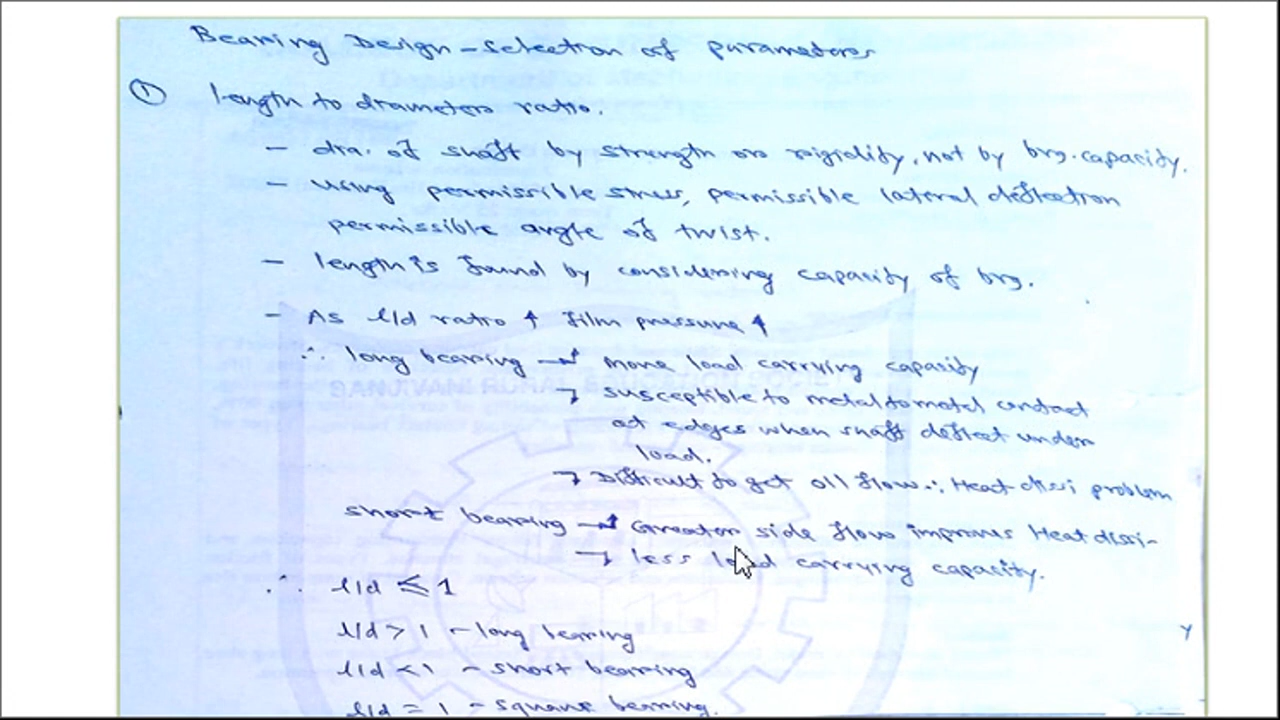 Bearing Design - selection of parameters
① length to diameters ratio.
- dia. of shaft by strength or rigidity, not by brg. capacity.
- using permissible stress, permissible lateral deflection
permissible angle of twist.
- length is found by considering capacity of brg.
- As l/d ratio ↑ film pressure ↑
∴ long bearing → more load carrying capacity
→ susceptible to metal to metal contact
at edges when shaft deflect under
load.
→ Difficult to get oil flow ∴ Heat dissi problem
short bearing → Greater side flow improves Heat dissi-
→ less load carrying capacity.
∴ l/d ≤ 1
l/d > 1 - long bearing
l/d < 1 - short bearing
l/d = 1 - square bearing.